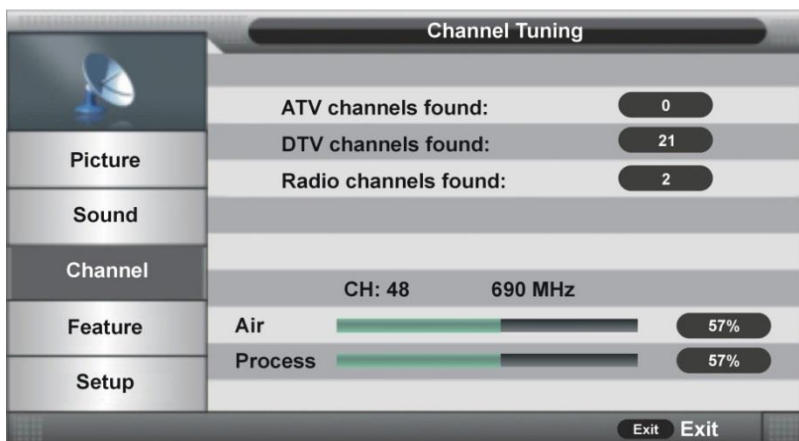 Channel Tuning
ATV channels found: 0
DTV channels found: 21
Radio channels found: 2
Picture
Sound
Channel
Feature
Setup
CH: 48 690 MHz
Air 57%
Process 57%
Exit Exit